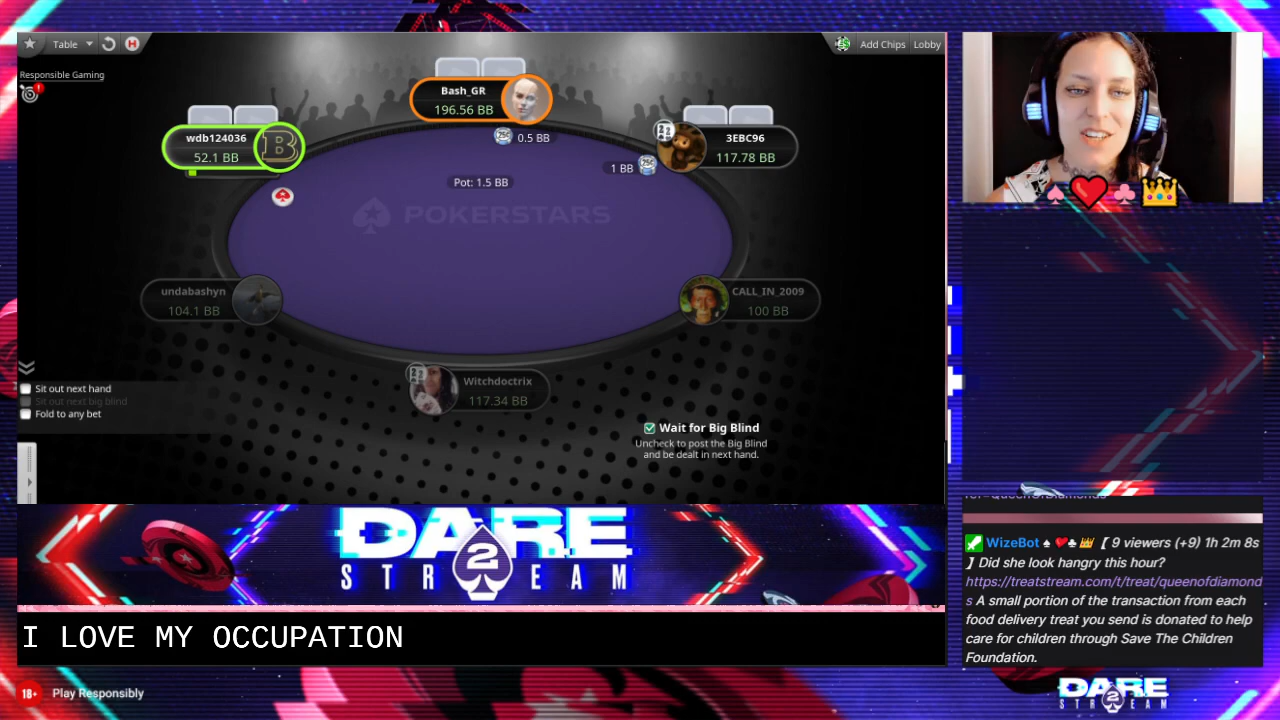 Table
Add Chips
Lobby
Responsible Gaming
Bash_GR
196.56 BB
wdb124036
52.1 BB
B
3EBC96
117.78 BB
0.5 BB
1 BB
Pot: 1.5 BB
POKERSTARS
undabashyn
104.1 BB
CALL_IN_2009
100 BB
Witchdoctrix
117.34 BB
Sit out next hand
Sit out next big blind
Fold to any bet
Wait for Big Blind
Uncheck to post the Big Blind
and be dealt in next hand.
DARE
2
STREAM
I LOVE MY OCCUPATION
WizeBot ♠ ❤♣ 👑 【 9 viewers (+9) 1h 2m 8s
】 Did she look hangry this hour?
https://treatstream.com/t/treat/queenofdiamond
s A small portion of the transaction from each
food delivery treat you send is donated to help
care for children through Save The Children
Foundation.
18+ Play Responsibly
DARE
2
STREAM